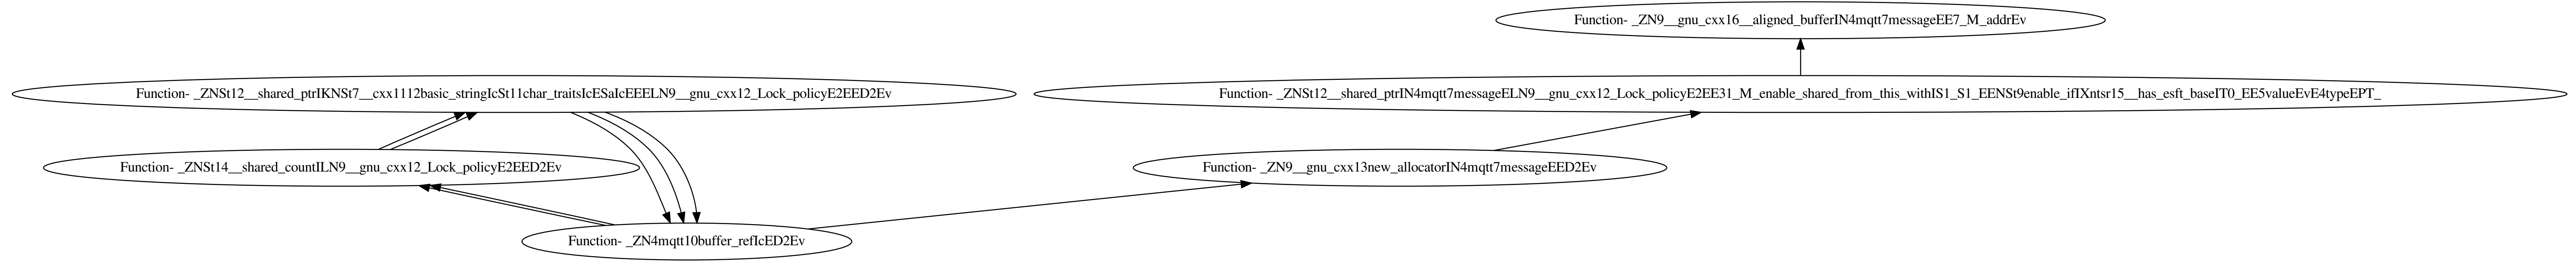 Function- _ZN9__gnu_cxx16__aligned_bufferIN4mqtt7messageEE7_M_addrEv
Function- _ZNSt12__shared_ptrIKNSt7__cxx1112basic_stringIcSt11char_traitsIcESaIcEEELN9__gnu_cxx12_Lock_policyE2EED2Ev
Function- _ZNSt12__shared_ptrIN4mqtt7messageELN9__gnu_cxx12_Lock_policyE2EE31_M_enable_shared_from_this_withIS1_S1_EENSt9enable_ifIXntsr15__has_esft_baseIT0_EE5valueEvE4typeEPT_
Function- _ZNSt14__shared_countILN9__gnu_cxx12_Lock_policyE2EED2Ev
Function- _ZN9__gnu_cxx13new_allocatorIN4mqtt7messageEED2Ev
Function- _ZN4mqtt10buffer_refIcED2Ev